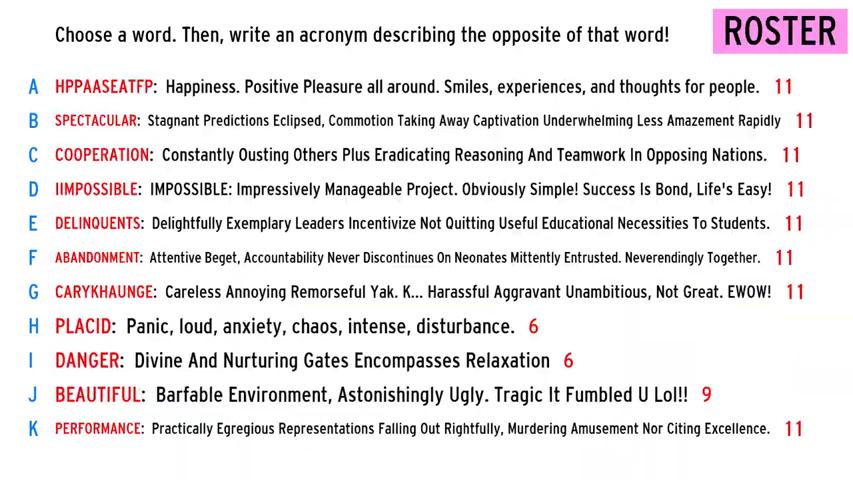 Choose a word. Then, write an acronym describing the opposite of that word! ROSTER
A HPPAASEATFP: Happiness. Positive Pleasure all around. Smiles, experiences, and thoughts for people. 11
B SPECTACULAR: Stagnant Predictions Eclipsed, Commotion Taking Away Captivation Underwhelming Less Amazement Rapidly 11
C COOPERATION: Constantly Ousting Others Plus Eradicating Reasoning And Teamwork In Opposing Nations. 11
D IIMPOSSIBLE: IMPOSSIBLE: Impressively Manageable Project. Obviously Simple! Success Is Bond, Life's Easy! 11
E DELINQUENTS: Delightfully Exemplary Leaders Incentivize Not Quitting Useful Educational Necessities To Students. 11
F ABANDONMENT: Attentive Beget, Accountability Never Discontinues On Neonates Mittently Entrusted. Neverendingly Together. 11
G CARYKHAUNGE: Careless Annoying Remorseful Yak. K... Harassful Aggravant Unambitious, Not Great. EWOW! 11
H PLACID: Panic, loud, anxiety, chaos, intense, disturbance. 6
I DANGER: Divine And Nurturing Gates Encompasses Relaxation 6
J BEAUTIFUL: Barfable Environment, Astonishingly Ugly. Tragic It Fumbled U Lol!! 9
K PERFORMANCE: Practically Egregious Representations Falling Out Rightfully, Murdering Amusement Nor Citing Excellence. 11